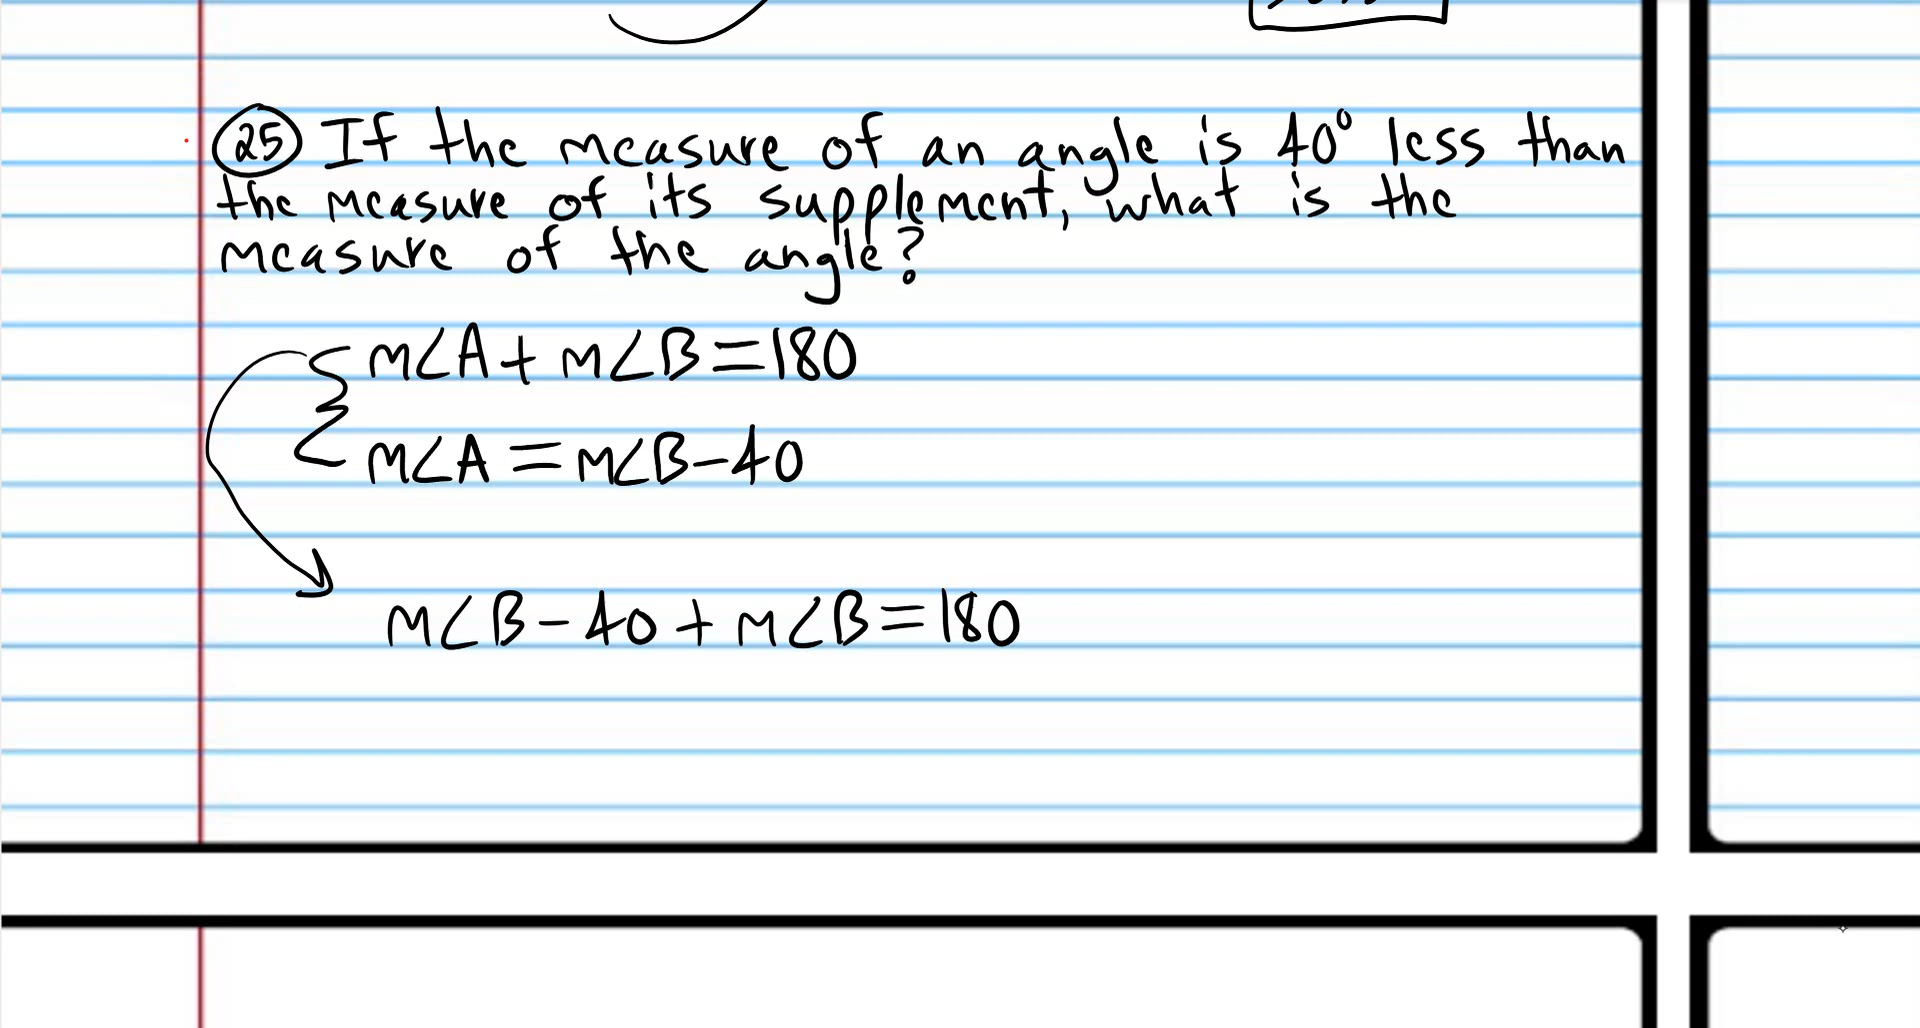 25 If the measure of an angle is 40° less than
the measure of its supplement, what is the
measure of the angle?
m∠A + m∠B = 180
m∠A = m∠B - 40
m∠B - 40 + m∠B = 180